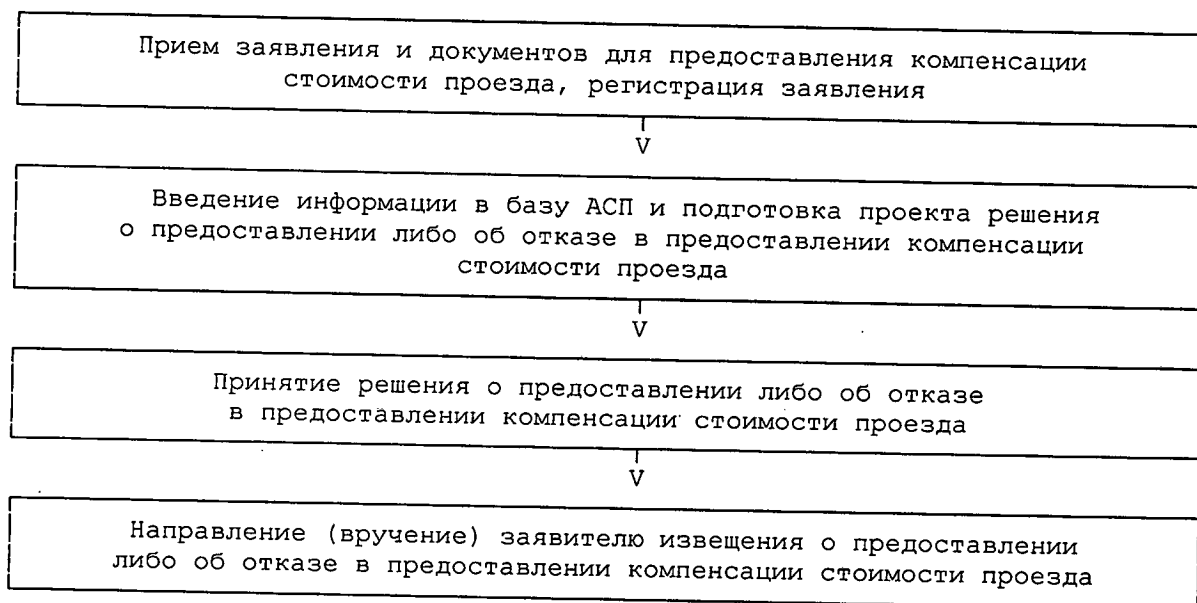 Прием заявления и документов для предоставления компенсации
стоимости проезда, регистрация заявления
V
Введение информации в базу АСП и подготовка проекта решения
о предоставлении либо об отказе в предоставлении компенсации
стоимости проезда
V
Принятие решения о предоставлении либо об отказе
в предоставлении компенсации стоимости проезда
V
Направление (вручение) заявителю извещения о предоставлении
либо об отказе в предоставлении компенсации стоимости проезда